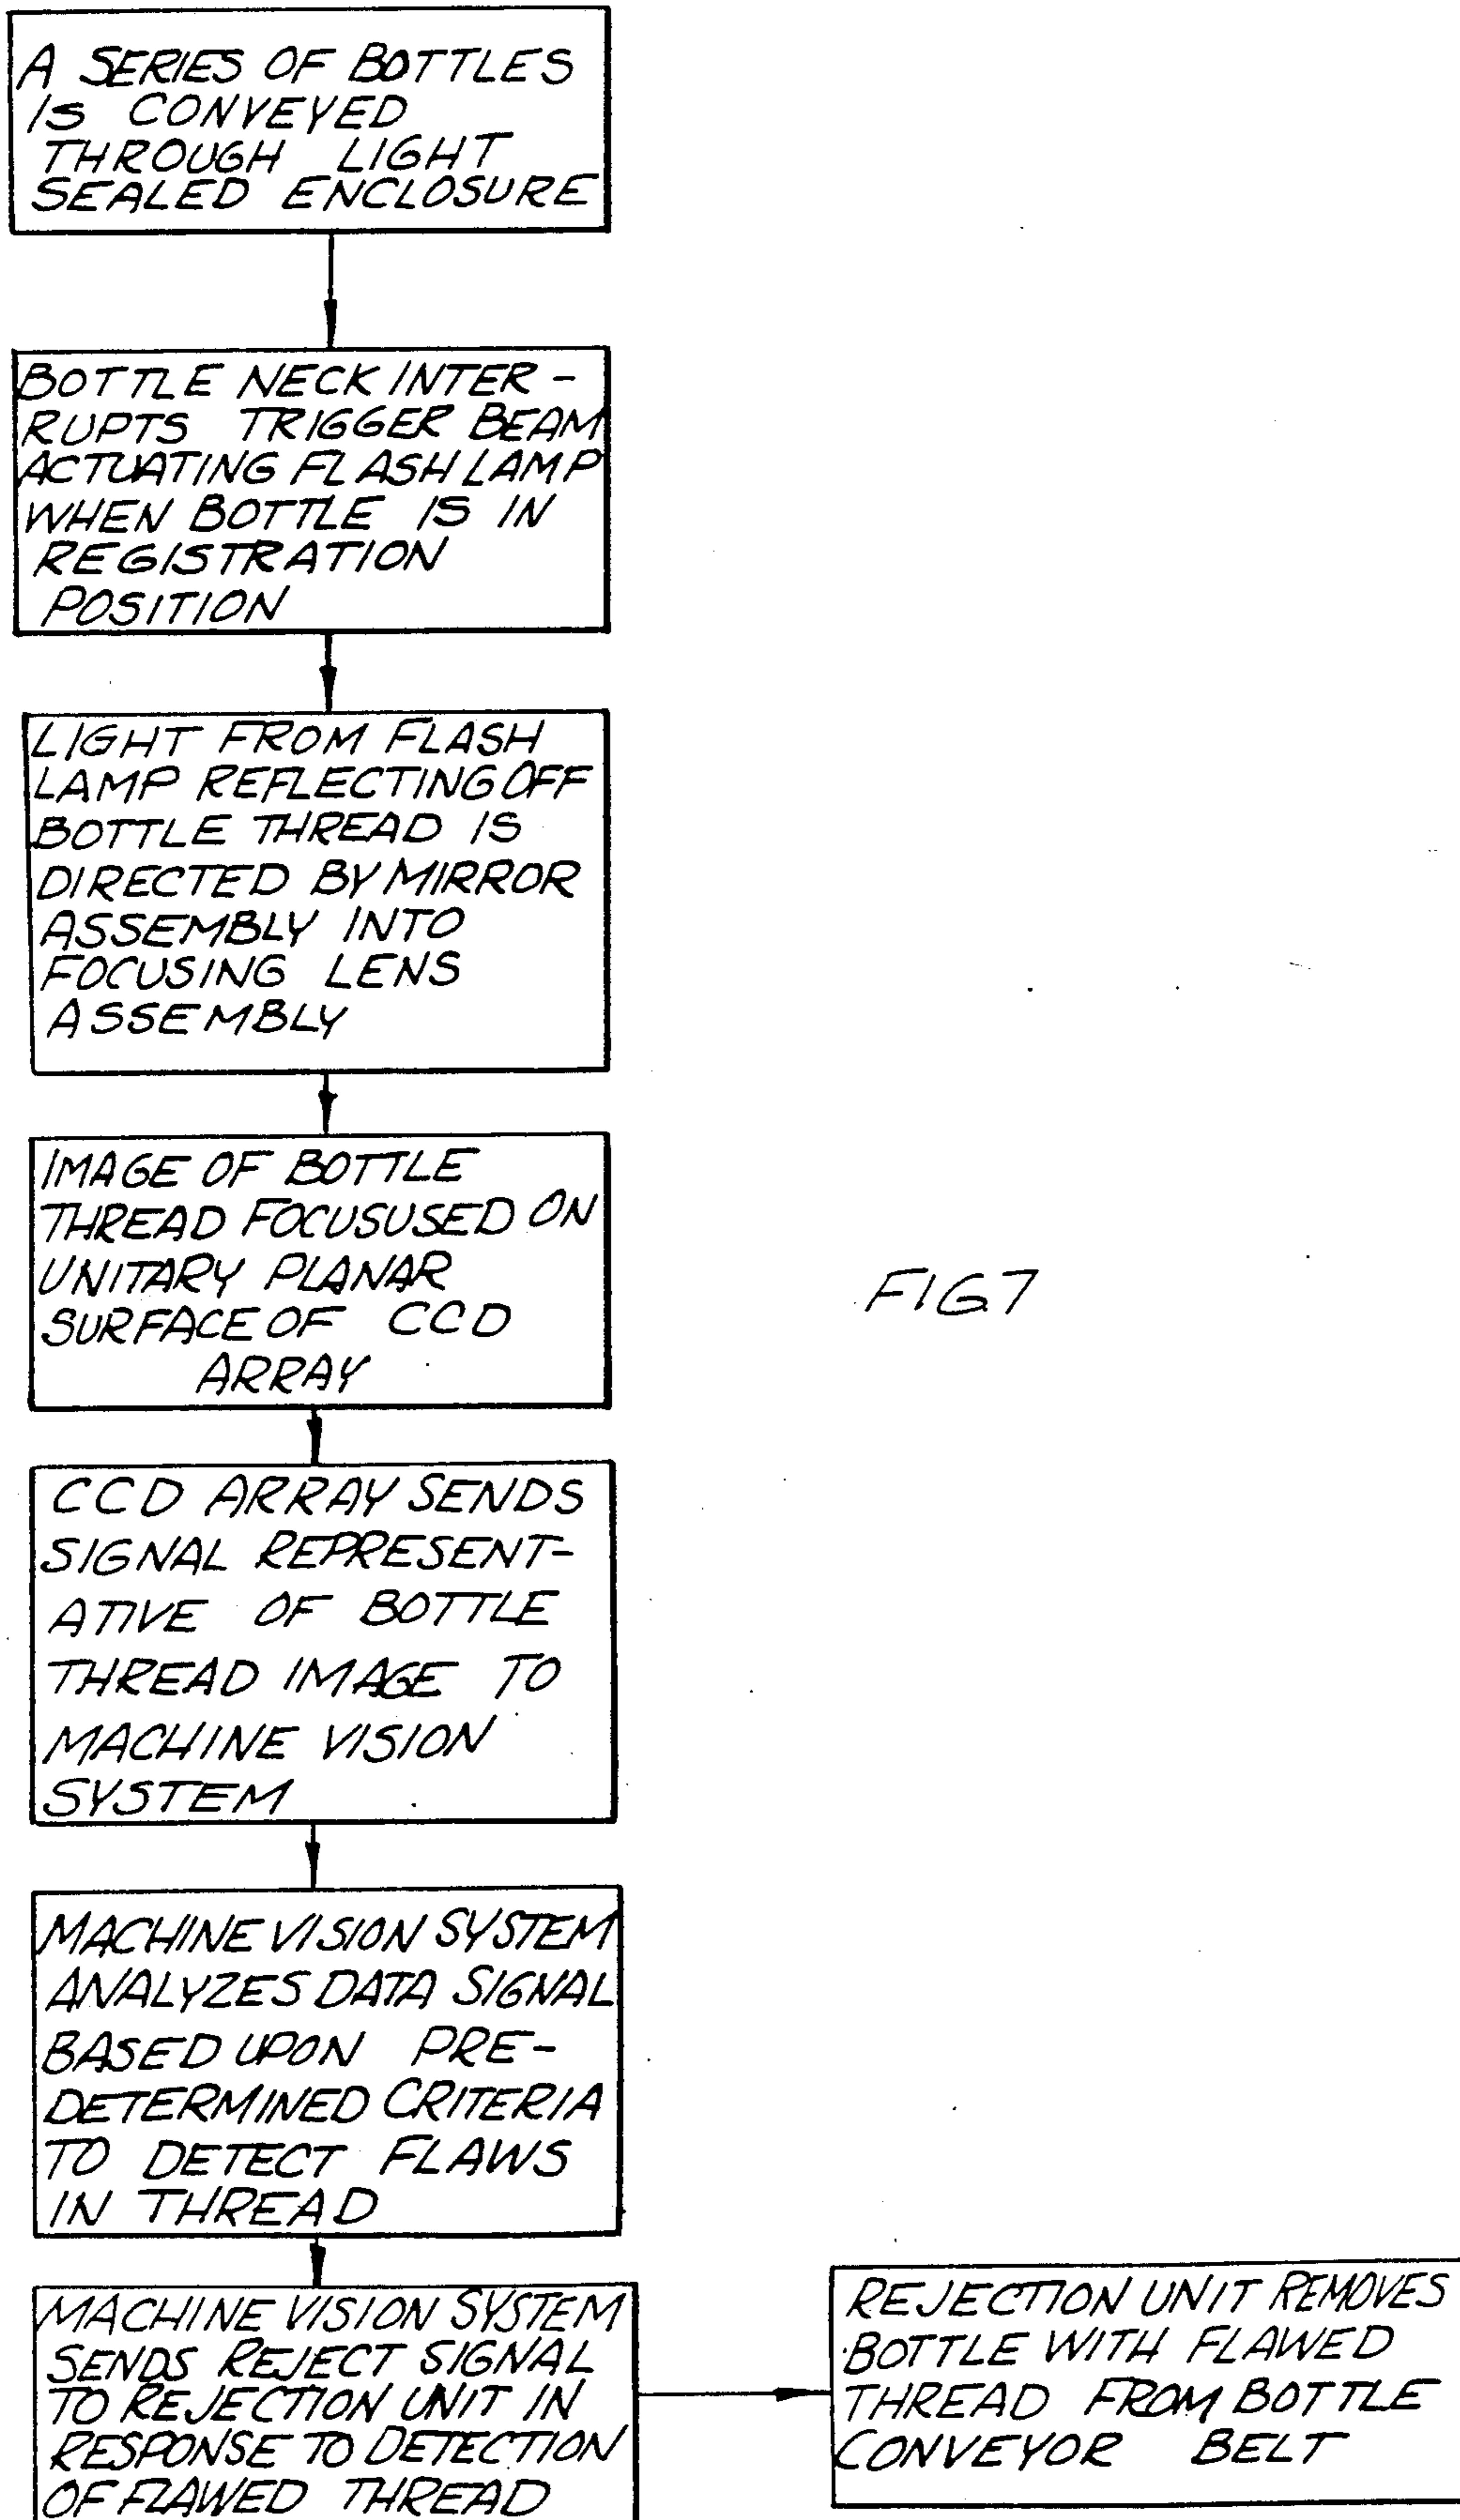 A SERIES OF BOTTLES
IS CONVEYED
THROUGH LIGHT
SEALED ENCLOSURE
BOTTLE NECK INTER-
RUPTS TRIGGER BEAM
ACTUATING FLASH LAMP
WHEN BOTTLE IS IN
REGISTRATION
POSITION
LIGHT FROM FLASH
LAMP REFLECTING OFF
BOTTLE THREAD IS
DIRECTED BY MIRROR
ASSEMBLY INTO
FOCUSING LENS
ASSEMBLY
IMAGE OF BOTTLE
THREAD FOCUSUSED ON
UNITARY PLANAR
SURFACE OF CCD
ARRAY
FIG 7
CCD ARRAY SENDS
SIGNAL REPRESENT-
ATIVE OF BOTTLE
THREAD IMAGE TO
MACHINE VISION
SYSTEM
MACHINE VISION SYSTEM
ANALYZES DATA SIGNAL
BASED UPON PRE-
DETERMINED CRITERIA
TO DETECT FLAWS
IN THREAD
MACHINE VISION SYSTEM
SENDS REJECT SIGNAL
TO REJECTION UNIT IN
RESPONSE TO DETECTION
OF FLAWED THREAD
REJECTION UNIT REMOVES
BOTTLE WITH FLAWED
THREAD FROM BOTTLE
CONVEYOR BELT